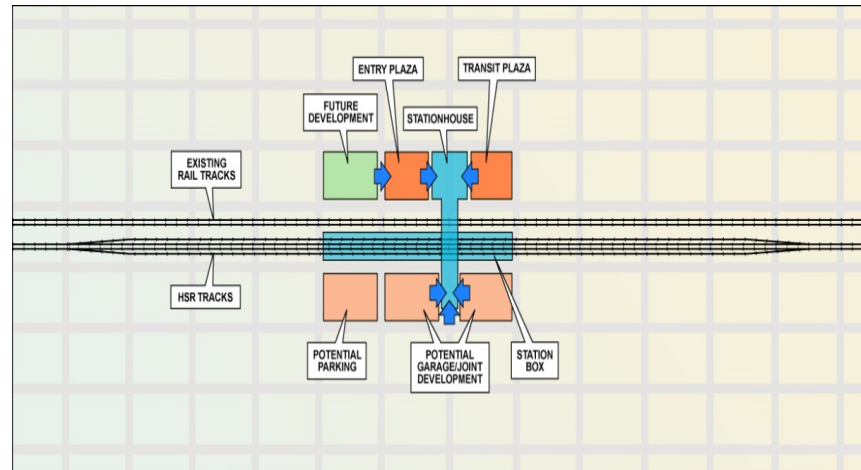 ENTRY PLAZA
TRANSIT PLAZA
FUTURE
DEVELOPMENT
STATIONHOUSE
EXISTING
RAIL TRACKS
HSR TRACKS
POTENTIAL
PARKING
POTENTIAL
GARAGE/JOINT
DEVELOPMENT
STATION
BOX